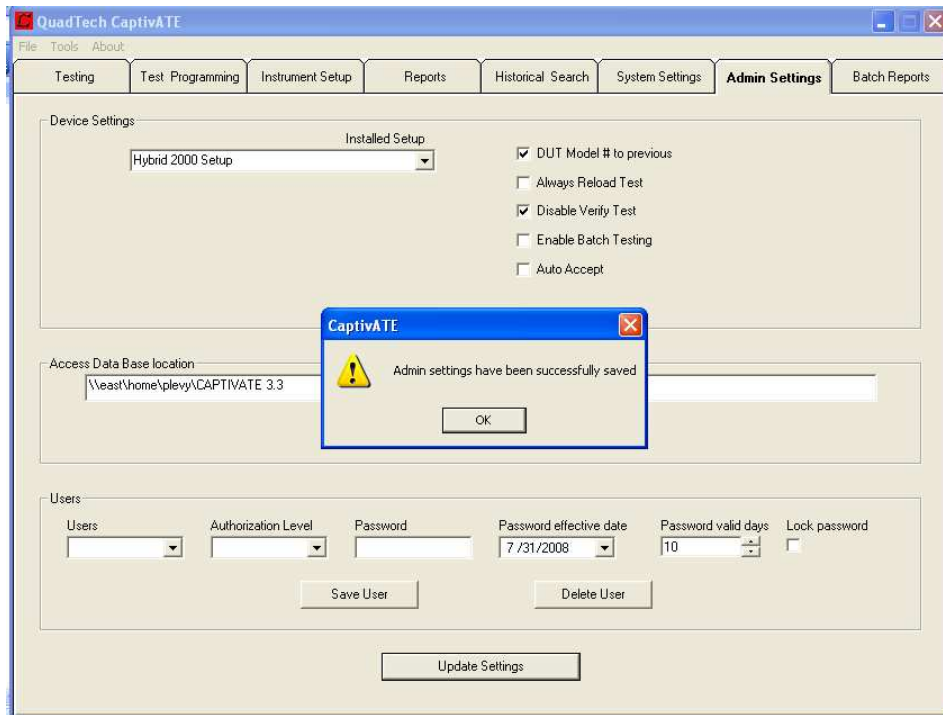 QuadTech CaptivATE
File Tools About
Testing Test Programming Instrument Setup Reports Historical Search System Settings Admin Settings Batch Reports
Device Settings
Installed Setup
Hybrid 2000 Setup
DUT Model # to previous
Always Reload Test
Disable Verify Test
Enable Batch Testing
Auto Accept
CaptivATE
Admin settings have been successfully saved
OK
Access Data Base location
\\east\home\plevy\CAPTIVATE 3.3
Users
Users Authorization Level Password Password effective date Password valid days Lock password
7 /31/2008 10
Save User Delete User
Update Settings